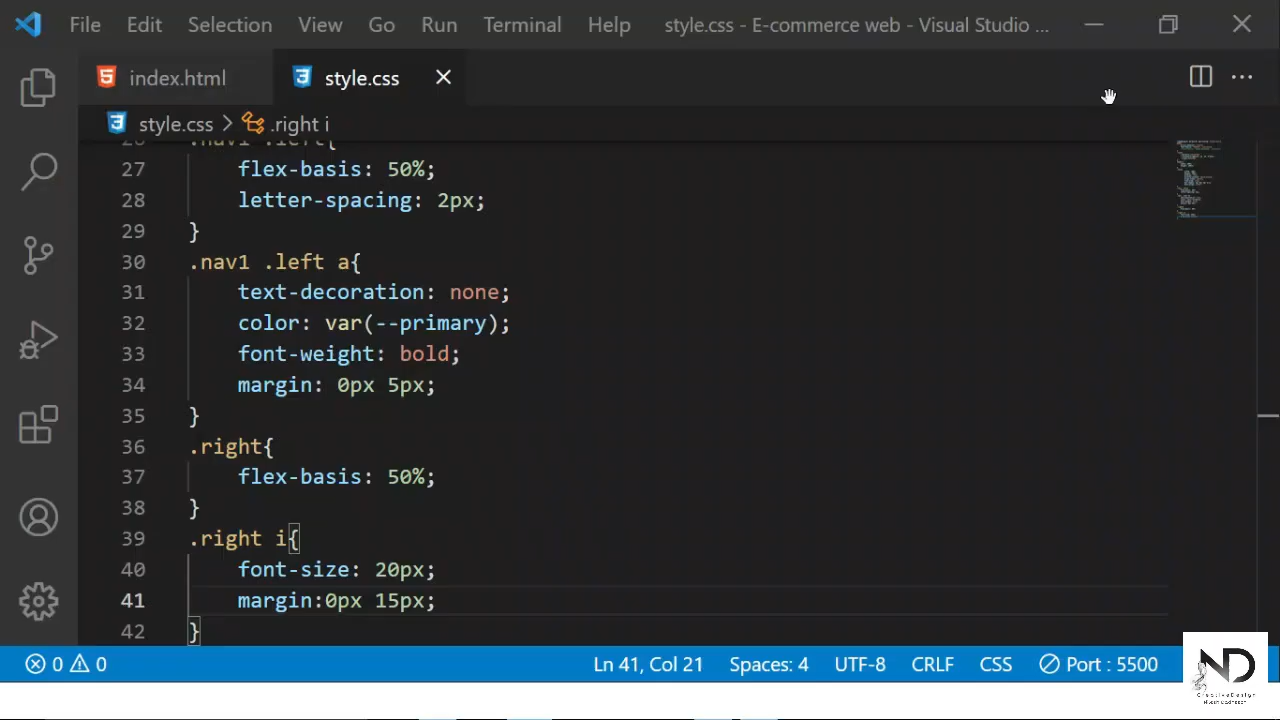 File Edit Selection View Go Run Terminal Help style.css - E-commerce web - Visual Studio ...
index.html style.css
style.css > .right i
26 .nav1 .left{
27 flex-basis: 50%;
28 letter-spacing: 2px;
29 }
30 .nav1 .left a{
31 text-decoration: none;
32 color: var(--primary);
33 font-weight: bold;
34 margin: 0px 5px;
35 }
36 .right{
37 flex-basis: 50%;
38 }
39 .right i{
40 font-size: 20px;
41 margin:0px 15px;
42 }
0 0 Ln 41, Col 21 Spaces: 4 UTF-8 CRLF CSS Port : 5500
ND
CreativeDesign